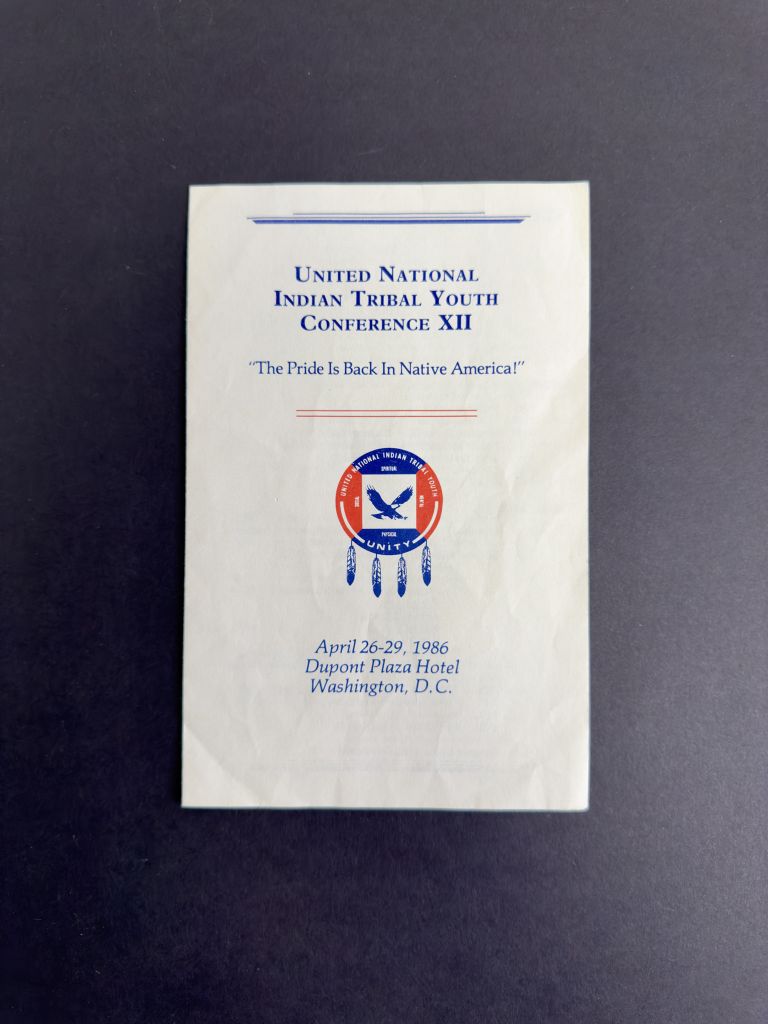 UNITED NATIONAL
INDIAN TRIBAL YOUTH
CONFERENCE XII
"The Pride Is Back In Native America!"
UNITED NATIONAL INDIAN TRIBAL YOUTH
SPIRITUAL
SOCIAL
MENTAL
PHYSICAL
UNITY
April 26-29, 1986
Dupont Plaza Hotel
Washington, D.C.